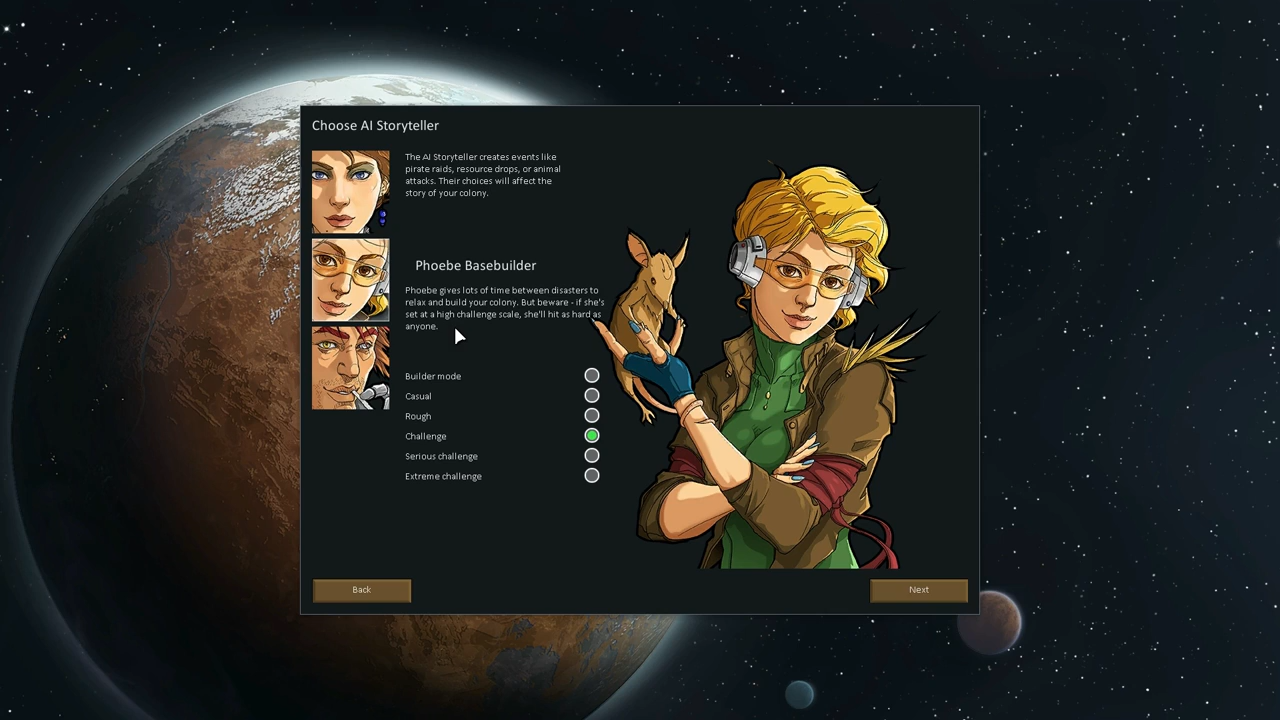 Choose AI Storyteller
The AI Storyteller creates events like
pirate raids, resource drops, or animal
attacks. Their choices will affect the
story of your colony.
Phoebe Basebuilder
Phoebe gives lots of time between disasters to
relax and build your colony. But beware - if she's
set at a high challenge scale, she'll hit as hard as
anyone.
Builder mode
Casual
Rough
Challenge
Serious challenge
Extreme challenge
Back
Next